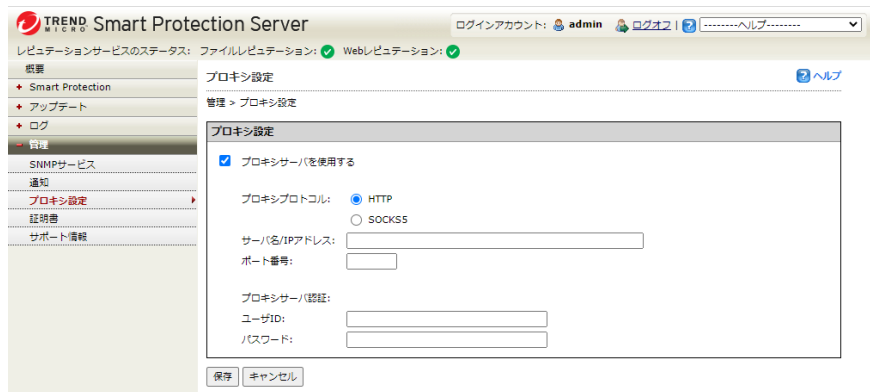 TREND MICRO Smart Protection Server
ログインアカウント: admin ログオフ | --------ヘルプ--------
レピュテーションサービスのステータス: ファイルレピュテーション: Webレピュテーション:
概要
+ Smart Protection
+ アップデート
+ ログ
− 管理
SNMPサービス
通知
プロキシ設定
証明書
サポート情報
プロキシ設定
ヘルプ
管理 > プロキシ設定
プロキシ設定
プロキシサーバを使用する
プロキシプロトコル: HTTP
SOCKS5
サーバ名/IPアドレス:
ポート番号:
プロキシサーバ認証:
ユーザID:
パスワード:
保存 キャンセル